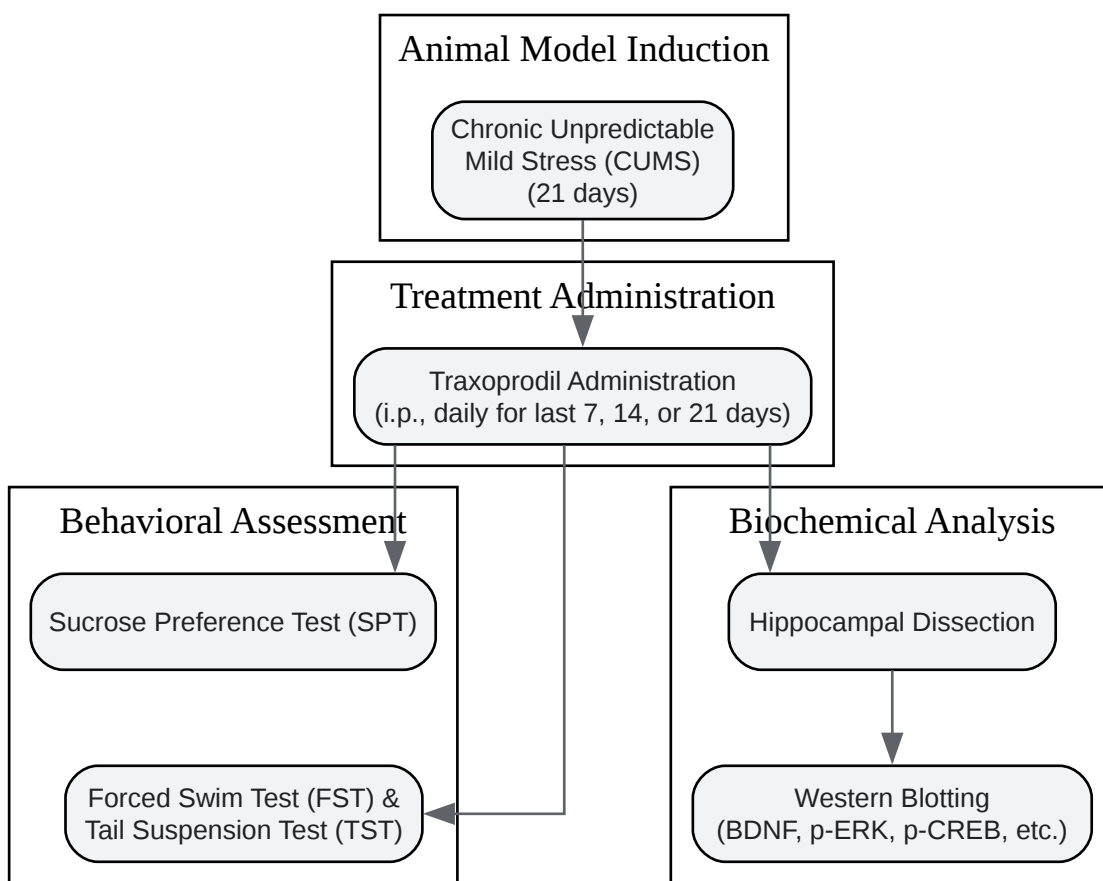 Animal Model Induction
Chronic Unpredictable
Mild Stress (CUMS)
(21 days)
Treatment Administration
Traxoprodil Administration
(i.p., daily for last 7, 14, or 21 days)
Behavioral Assessment
Sucrose Preference Test (SPT)
Forced Swim Test (FST) &
Tail Suspension Test (TST)
Biochemical Analysis
Hippocampal Dissection
Western Blotting
(BDNF, p-ERK, p-CREB, etc.)